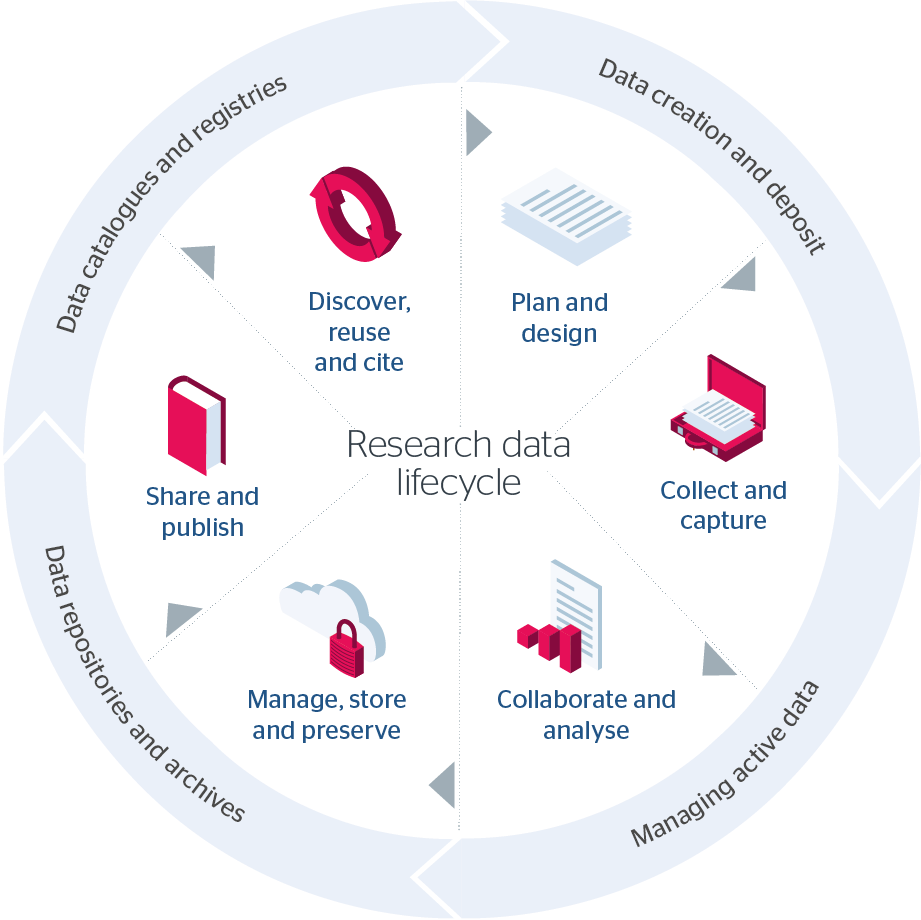 Research data
lifecycle
Data creation and deposit
Plan and
design
Collect and
capture
Managing active data
Collaborate and
analyse
Data repositories and archives
Manage, store
and preserve
Share and
publish
Data catalogues and registries
Discover,
reuse
and cite